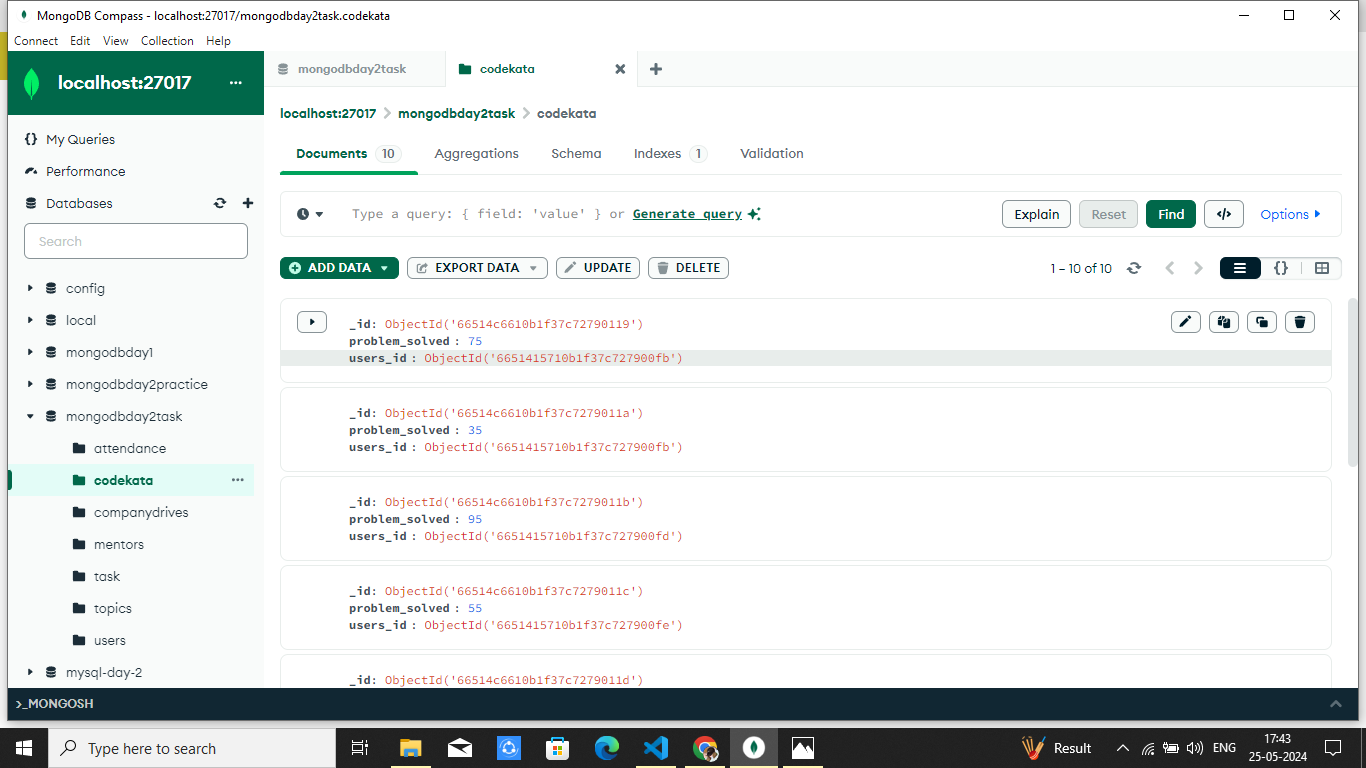 MongoDB Compass - localhost:27017/mongodbday2task.codekata
Connect Edit View Collection Help
localhost:27017 ...
My Queries
Performance
Databases
Search
config
local
mongodbday1
mongodbday2practice
mongodbday2task
attendance
codekata ...
companydrives
mentors
task
topics
users
mysql-day-2
mongodbday2task codekata
localhost:27017 > mongodbday2task > codekata
Documents 10 Aggregations Schema Indexes 1 Validation
Type a query: { field: 'value' } or Generate query Explain Reset Find </> Options
ADD DATA EXPORT DATA UPDATE DELETE 1 – 10 of 10 {}
_id: ObjectId('66514c6610b1f37c72790119')
problem_solved : 75
users_id : ObjectId('6651415710b1f37c727900fb')
_id: ObjectId('66514c6610b1f37c7279011a')
problem_solved : 35
users_id : ObjectId('6651415710b1f37c727900fb')
_id: ObjectId('66514c6610b1f37c7279011b')
problem_solved : 95
users_id : ObjectId('6651415710b1f37c727900fd')
_id: ObjectId('66514c6610b1f37c7279011c')
problem_solved : 55
users_id : ObjectId('6651415710b1f37c727900fe')
_id: ObjectId('66514c6610b1f37c7279011d')
>_MONGOSH
Type here to search
Result
ENG
17:43
25-05-2024